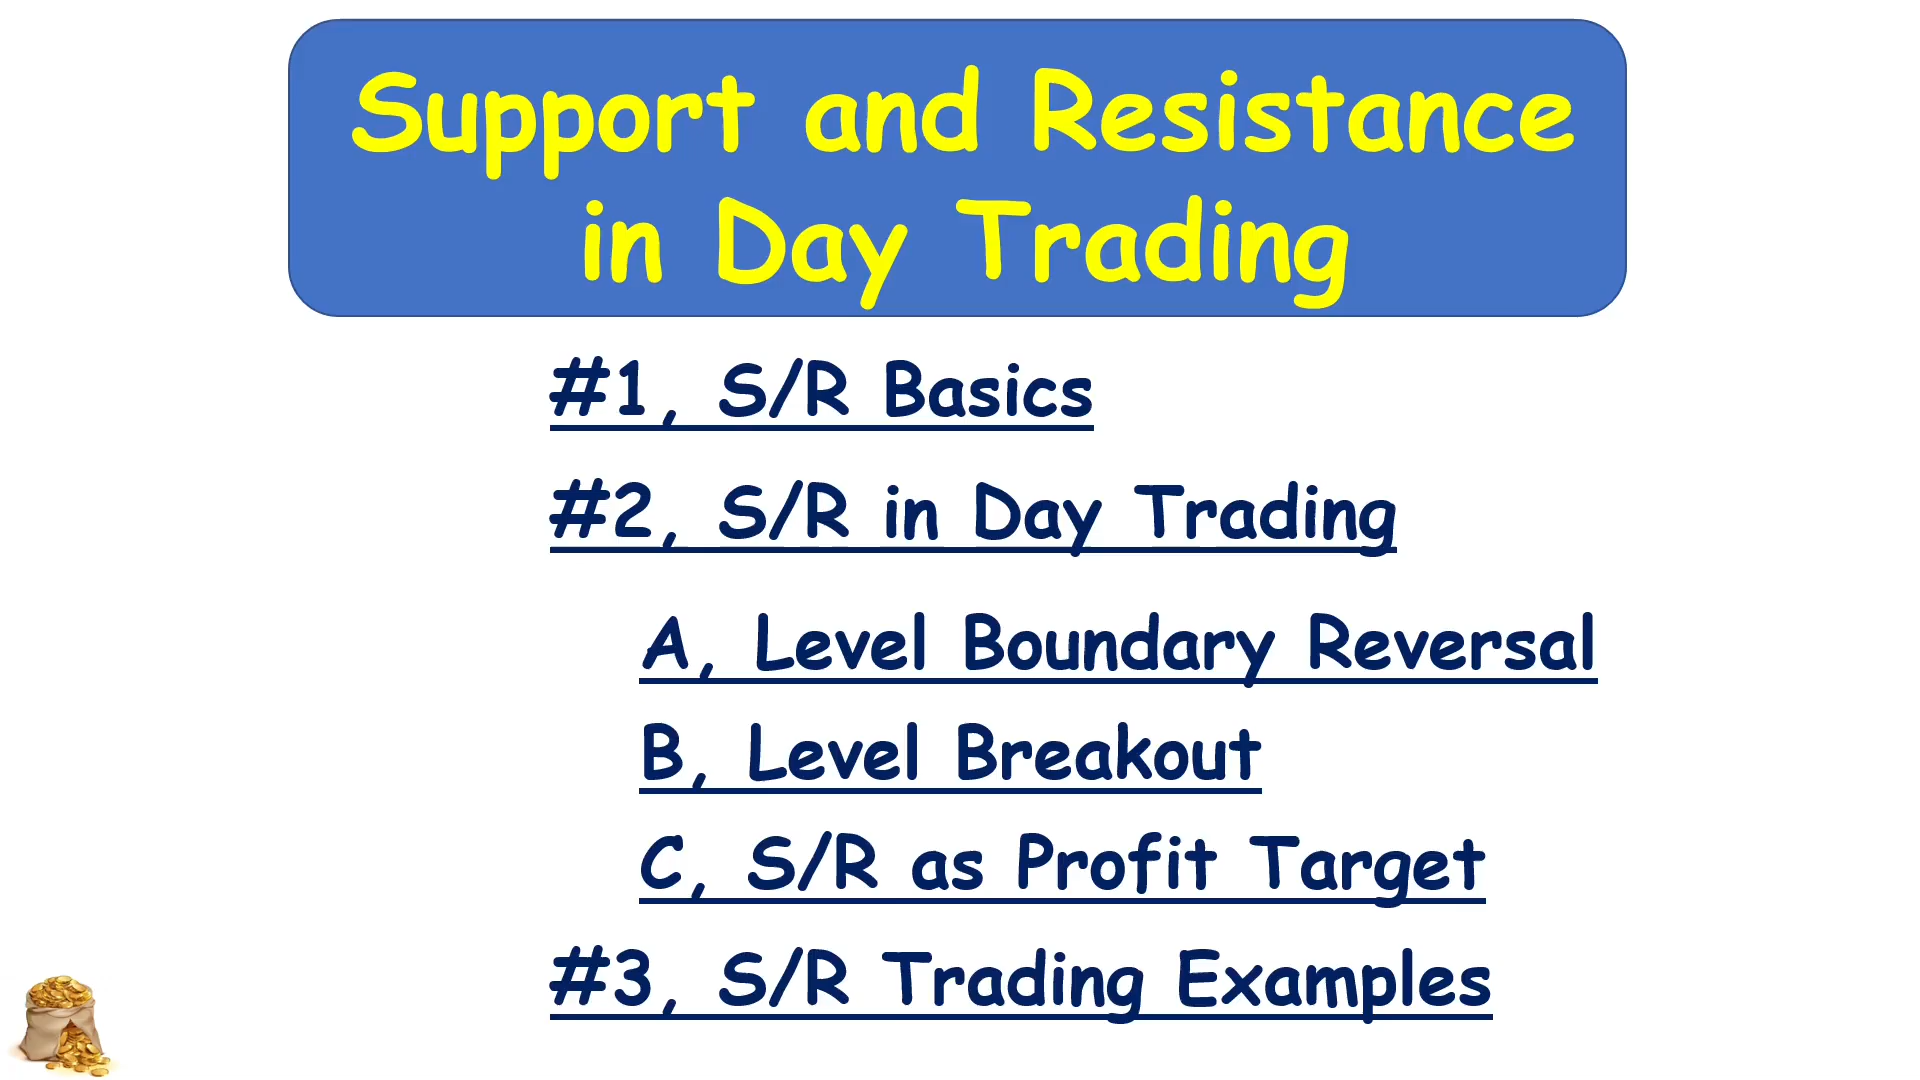 Support and Resistance
in Day Trading
#1, S/R Basics
#2, S/R in Day Trading
A, Level Boundary Reversal
B, Level Breakout
C, S/R as Profit Target
#3, S/R Trading Examples